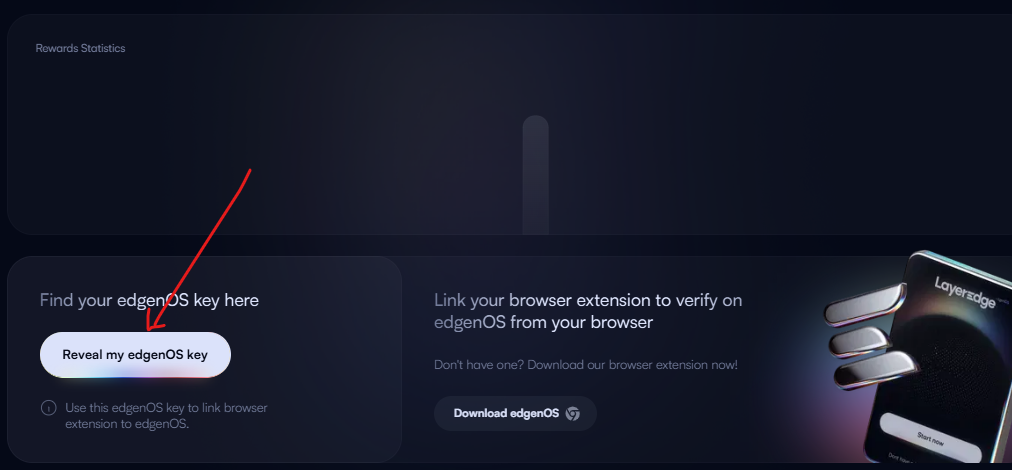 Rewards Statistics
Find your edgenOS key here
Reveal my edgenOS key
Use this edgenOS key to link browser
extension to edgenOS.
Link your browser extension to verify on
edgenOS from your browser
Don't have one? Download our browser extension now!
Download edgenOS
LayerEdge
Start now
Don't have